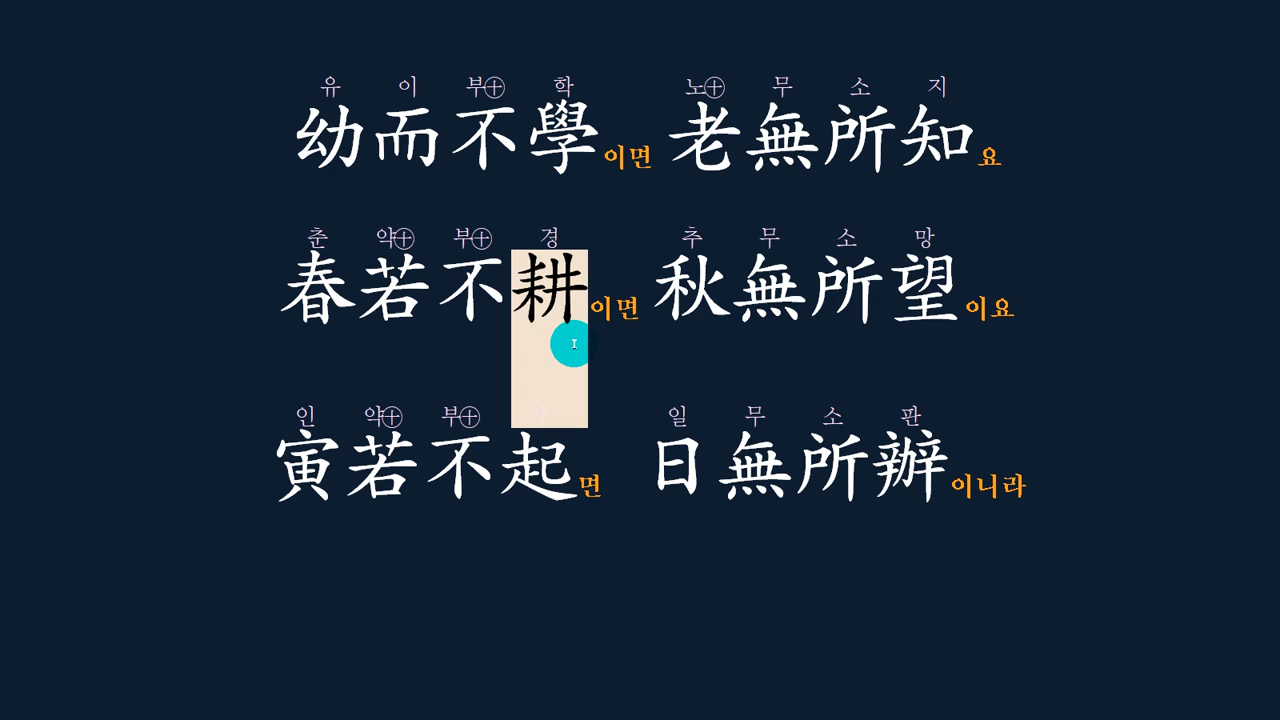 유 이 부㊉ 학 노㊉ 무 소 지
幼而不學이면 老無所知요
춘 약㊉ 부㊉ 경 추 무 소 망
春若不耕이면 秋無所望이요
인 약㊉ 부㊉ 기 일 무 소 판
寅若不起면 日無所辦이니라